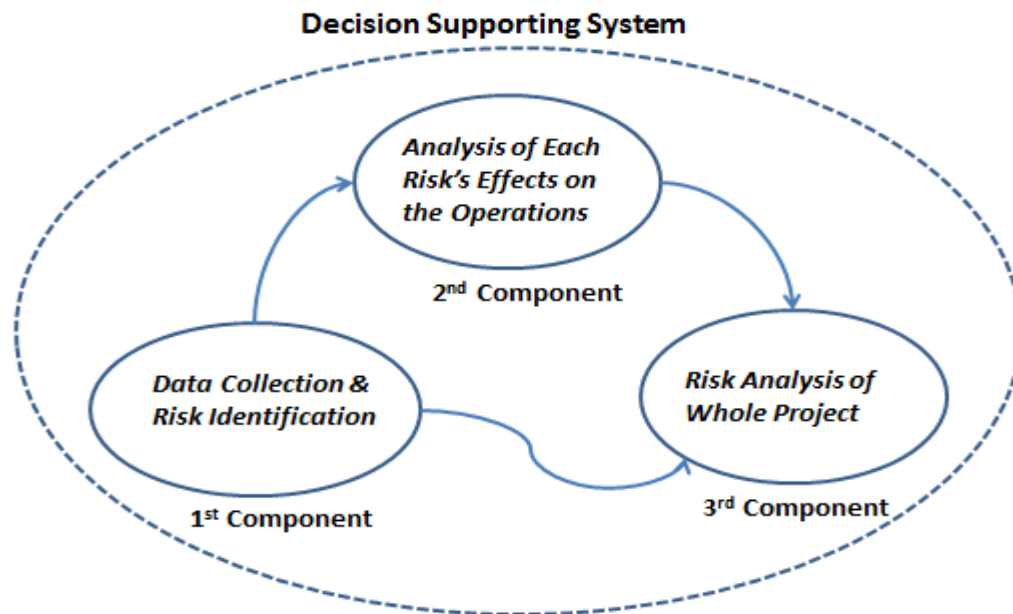 Decision Supporting System
Analysis of Each
Risk's Effects on
the Operations
2nd Component
Data Collection &
Risk Identification
1st Component
Risk Analysis of
Whole Project
3rd Component